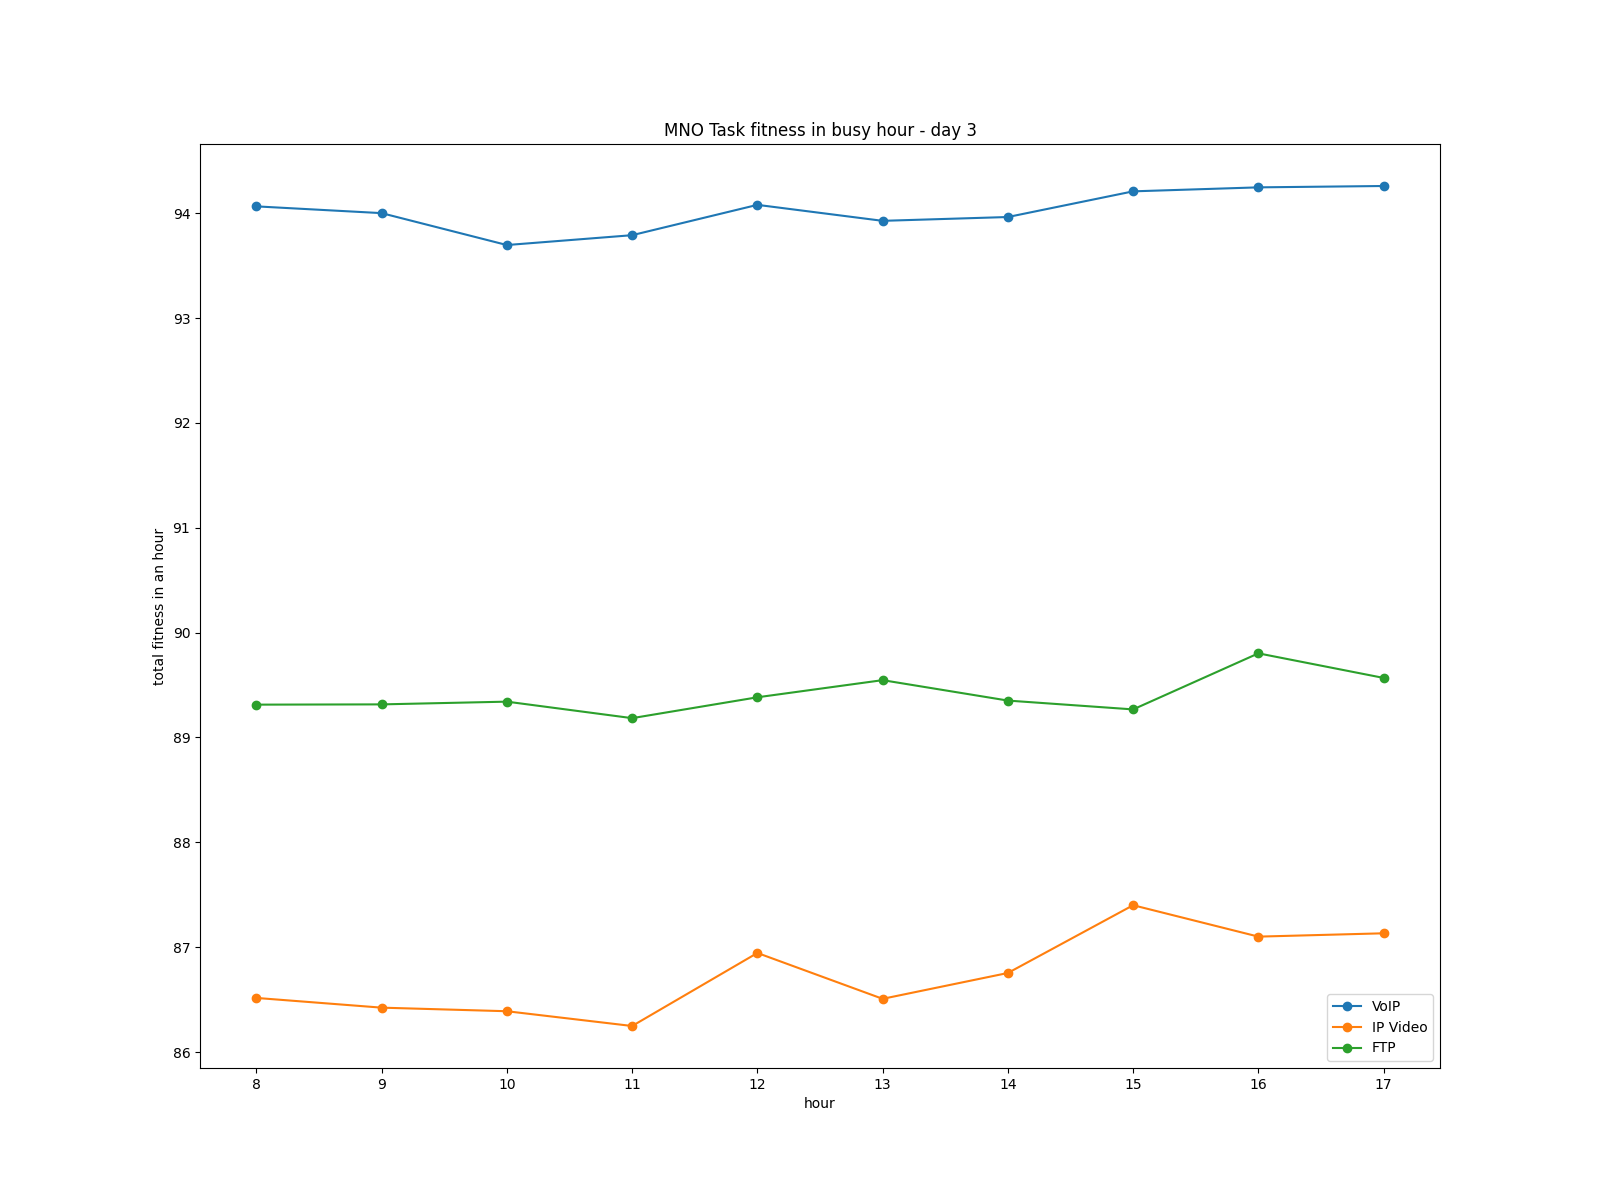 MNO Task fitness in busy hour - day 3
94
93
92
91
90
89
88
87
86
total fitness in an hour
8 9 10 11 12 13 14 15 16 17
hour
VoIP
IP Video
FTP